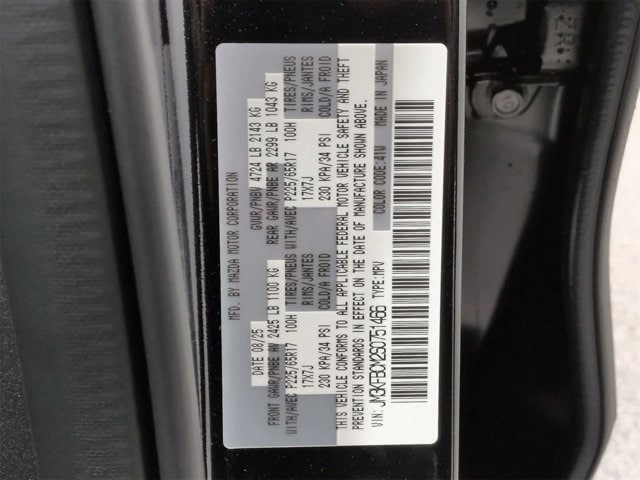 MFD. BY MAZDA MOTOR CORPORATION
DATE 08/25 GVWR/PNBV 4724 LB 2143 KG
FRONT GAWR/PNBE AV 2425 LB 1100 KG REAR GAWR/PNBE AR 2299 LB 1043 KG
WITH/AVEC P225/65R17 100H TIRES/PNEUS WITH/AVEC P225/65R17 100H TIRES/PNEUS
17X7J RIMS/JANTES 17X7J RIMS/JANTES
230 KPA/34 PSI COLD/A FROID 230 KPA/34 PSI COLD/A FROID
THIS VEHICLE CONFORMS TO ALL APPLICABLE FEDERAL MOTOR VEHICLE SAFETY AND THEFT
PREVENTION STANDARDS IN EFFECT ON THE DATE OF MANUFACTURE SHOWN ABOVE.
COLOR CODE:41W MADE IN JAPAN
VIN: TYPE:MPV